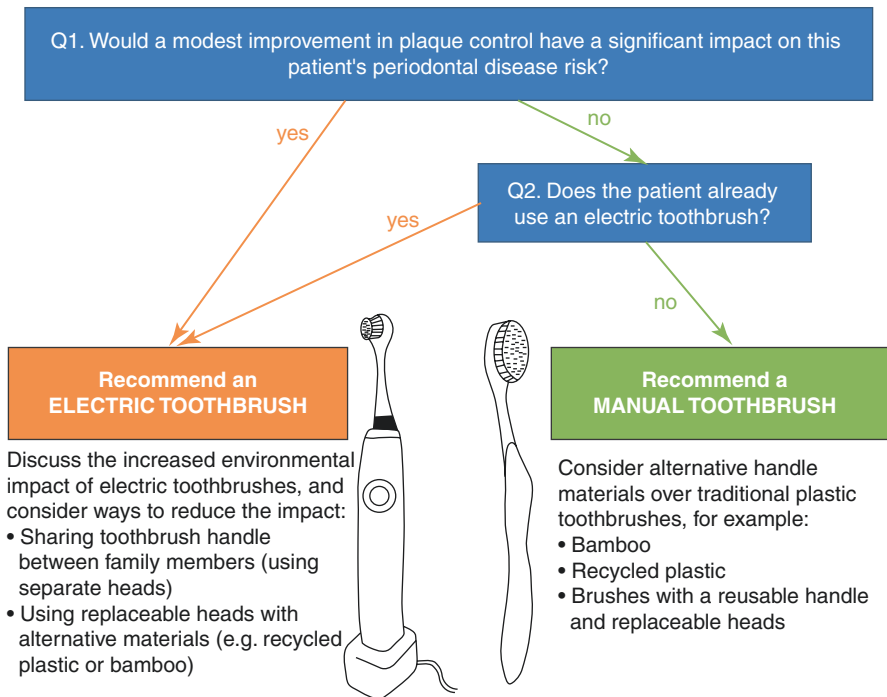 Q1. Would a modest improvement in plaque control have a significant impact on this
patient's periodontal disease risk?
yes
no
Q2. Does the patient already
use an electric toothbrush?
yes
no
Recommend an
ELECTRIC TOOTHBRUSH
Discuss the increased environmental
impact of electric toothbrushes, and
consider ways to reduce the impact:
• Sharing toothbrush handle
between family members (using
separate heads)
• Using replaceable heads with
alternative materials (e.g. recycled
plastic or bamboo)
Recommend a
MANUAL TOOTHBRUSH
Consider alternative handle
materials over traditional plastic
toothbrushes, for example:
• Bamboo
• Recycled plastic
• Brushes with a reusable handle
and replaceable heads